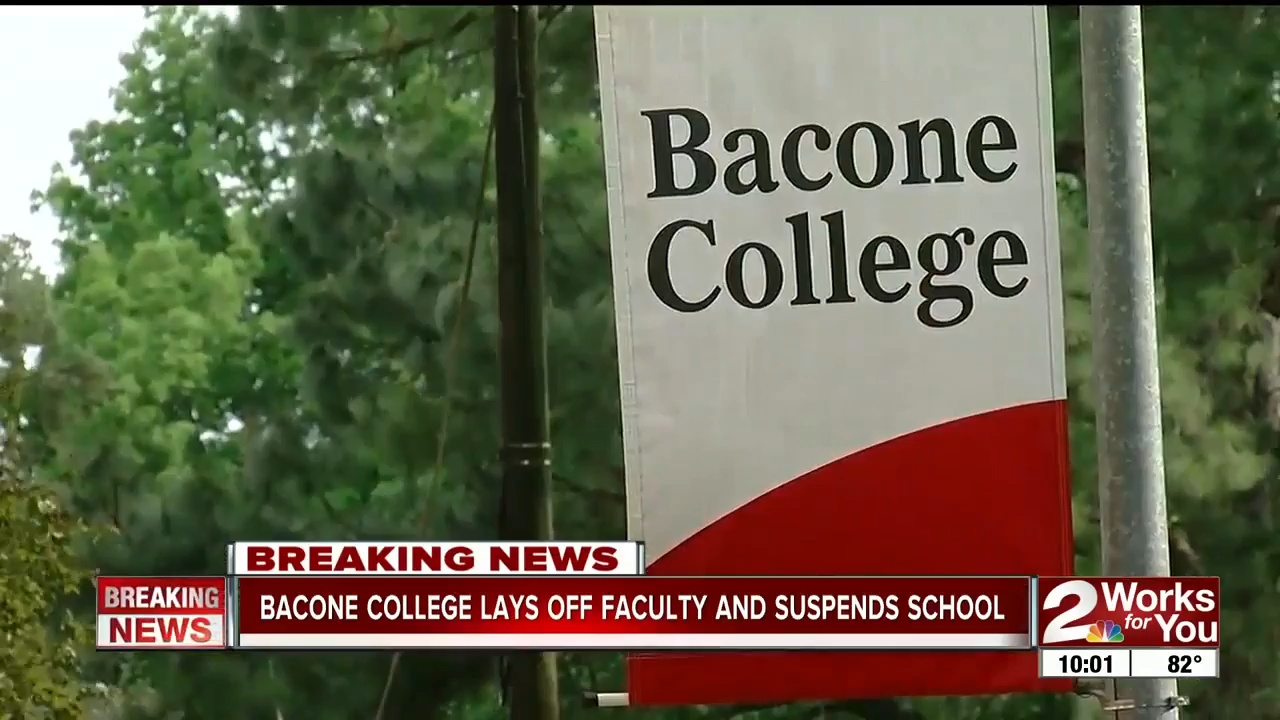 Bacone
College
BREAKING NEWS
BREAKING
NEWS
BACONE COLLEGE LAYS OFF FACULTY AND SUSPENDS SCHOOL
2 Works
for You
10:01 82°